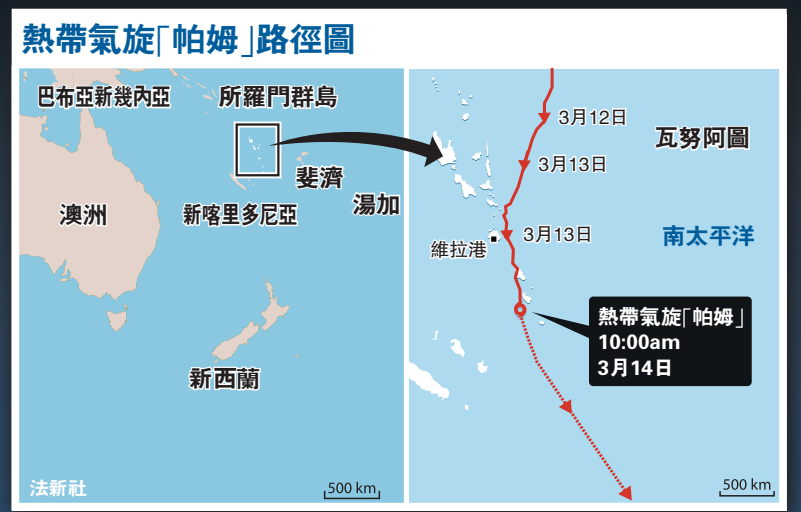 熱帶氣旋「帕姆」路徑圖
巴布亞新幾內亞
所羅門群島
斐濟
湯加
澳洲
新喀里多尼亞
新西蘭
法新社
500 km
3月12日
瓦努阿圖
3月13日
3月13日
維拉港
南太平洋
熱帶氣旋「帕姆」
10:00am
3月14日
500 km